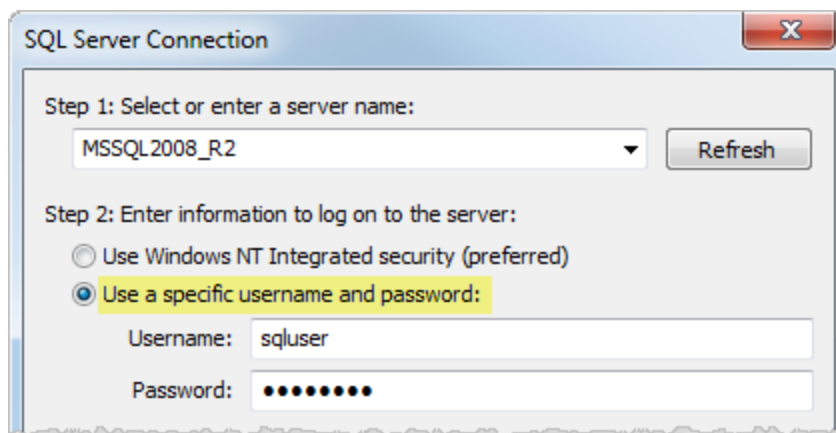 SQL Server Connection
Step 1: Select or enter a server name:
MSSQL2008_R2
Refresh
Step 2: Enter information to log on to the server:
Use Windows NT Integrated security (preferred)
Use a specific username and password:
Username: sqluser
Password: ●●●●●●●●